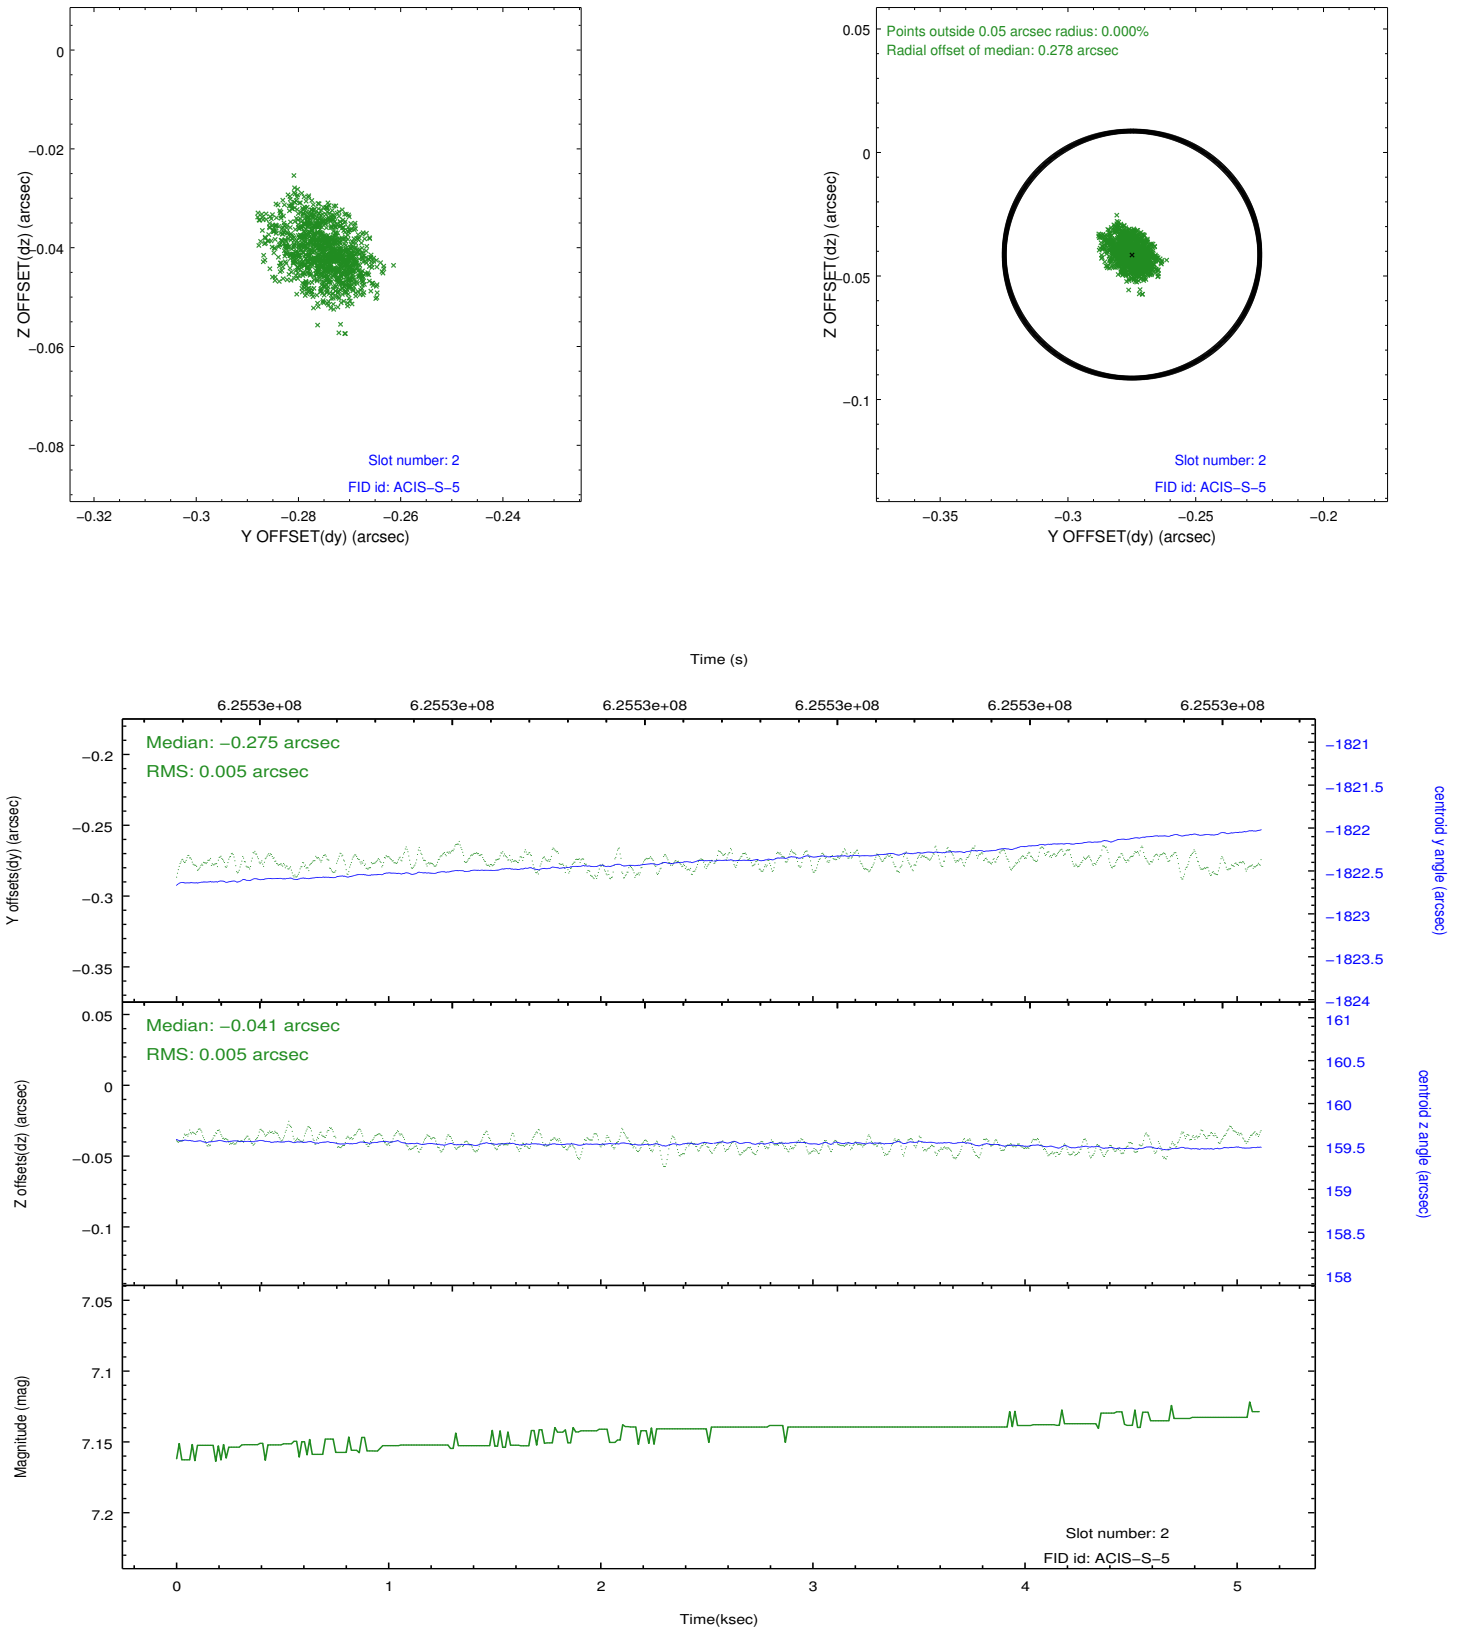 0
−0.02
−0.04
−0.06
−0.08
Z OFFSET(dz) (arcsec)
Slot number: 2
FID id: ACIS−S−5
−0.32
−0.3
−0.28
−0.26
−0.24
Y OFFSET(dy) (arcsec)
Points outside 0.05 arcsec radius: 0.000%
Radial offset of median: 0.278 arcsec
0.05
0
−0.05
−0.1
Z OFFSET(dz) (arcsec)
Slot number: 2
FID id: ACIS−S−5
−0.35
−0.3
−0.25
−0.2
Y OFFSET(dy) (arcsec)
Time (s)
6.2553e+08
6.2553e+08
6.2553e+08
6.2553e+08
6.2553e+08
6.2553e+08
Median: −0.275 arcsec
RMS: 0.005 arcsec
−0.2
−0.25
−0.3
−0.35
Y offsets(dy) (arcsec)
−1821
−1821.5
−1822
−1822.5
−1823
−1823.5
−1824
centroid y angle (arcsec)
Median: −0.041 arcsec
RMS: 0.005 arcsec
0.05
0
−0.05
−0.1
Z offsets(dz) (arcsec)
161
160.5
160
159.5
159
158.5
158
centroid z angle (arcsec)
7.05
7.1
7.15
7.2
Magnitude (mag)
Slot number: 2
FID id: ACIS−S−5
0
1
2
3
4
5
Time(ksec)